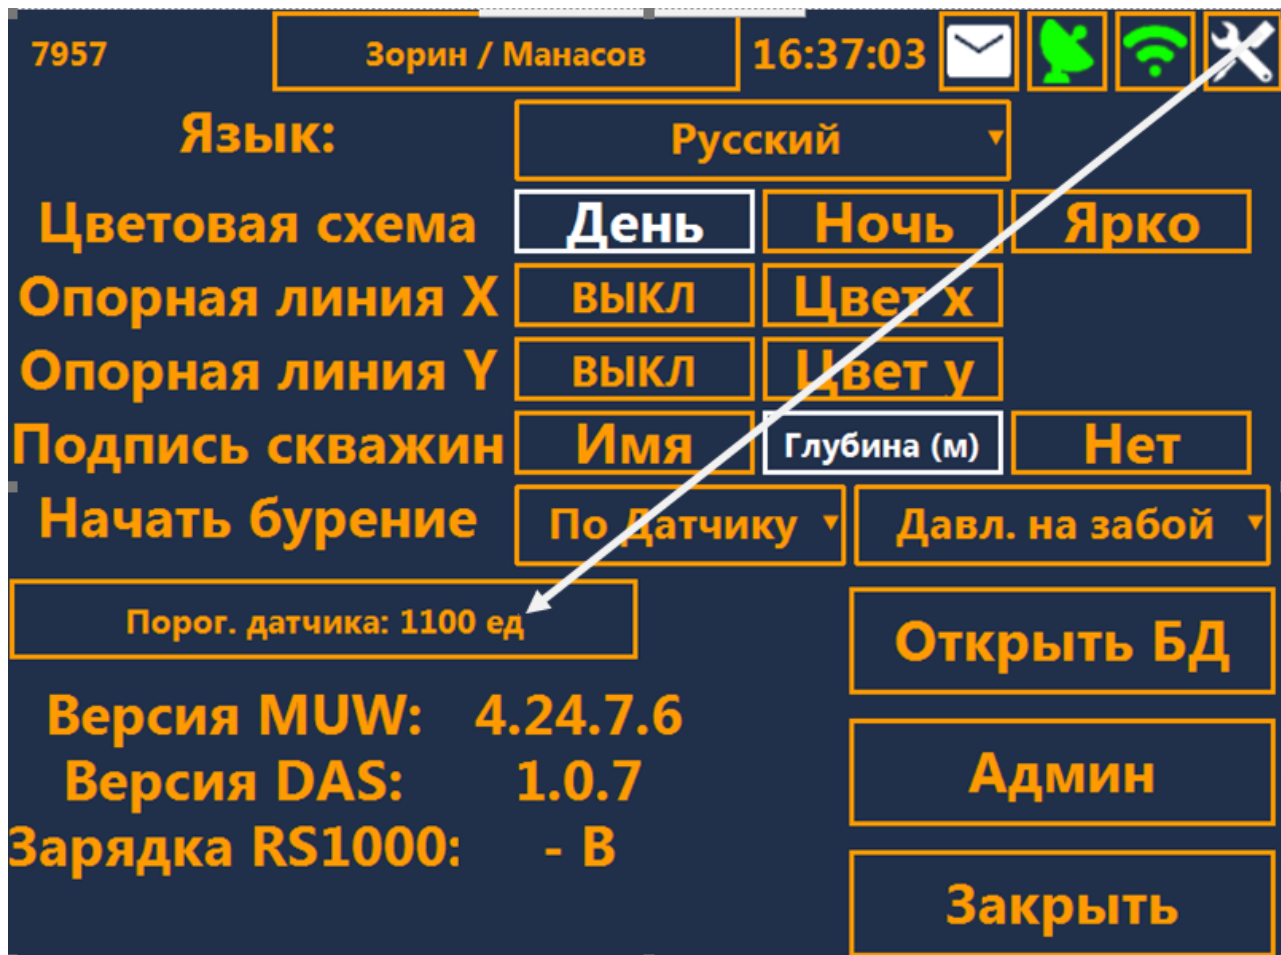 7957 Зорин / Манасов 16:37:03
Язык: Русский
Цветовая схема День Ночь Ярко
Опорная линия X ВЫКЛ Цвет x
Опорная линия Y ВЫКЛ Цвет y
Подпись скважин Имя Глубина (м) Нет
Начать бурение По Датчику Давл. на забой
Порог. датчика: 1100 ед
Открыть БД
Версия MUW: 4.24.7.6
Версия DAS: 1.0.7
Админ
Зарядка RS1000: - В
Закрыть